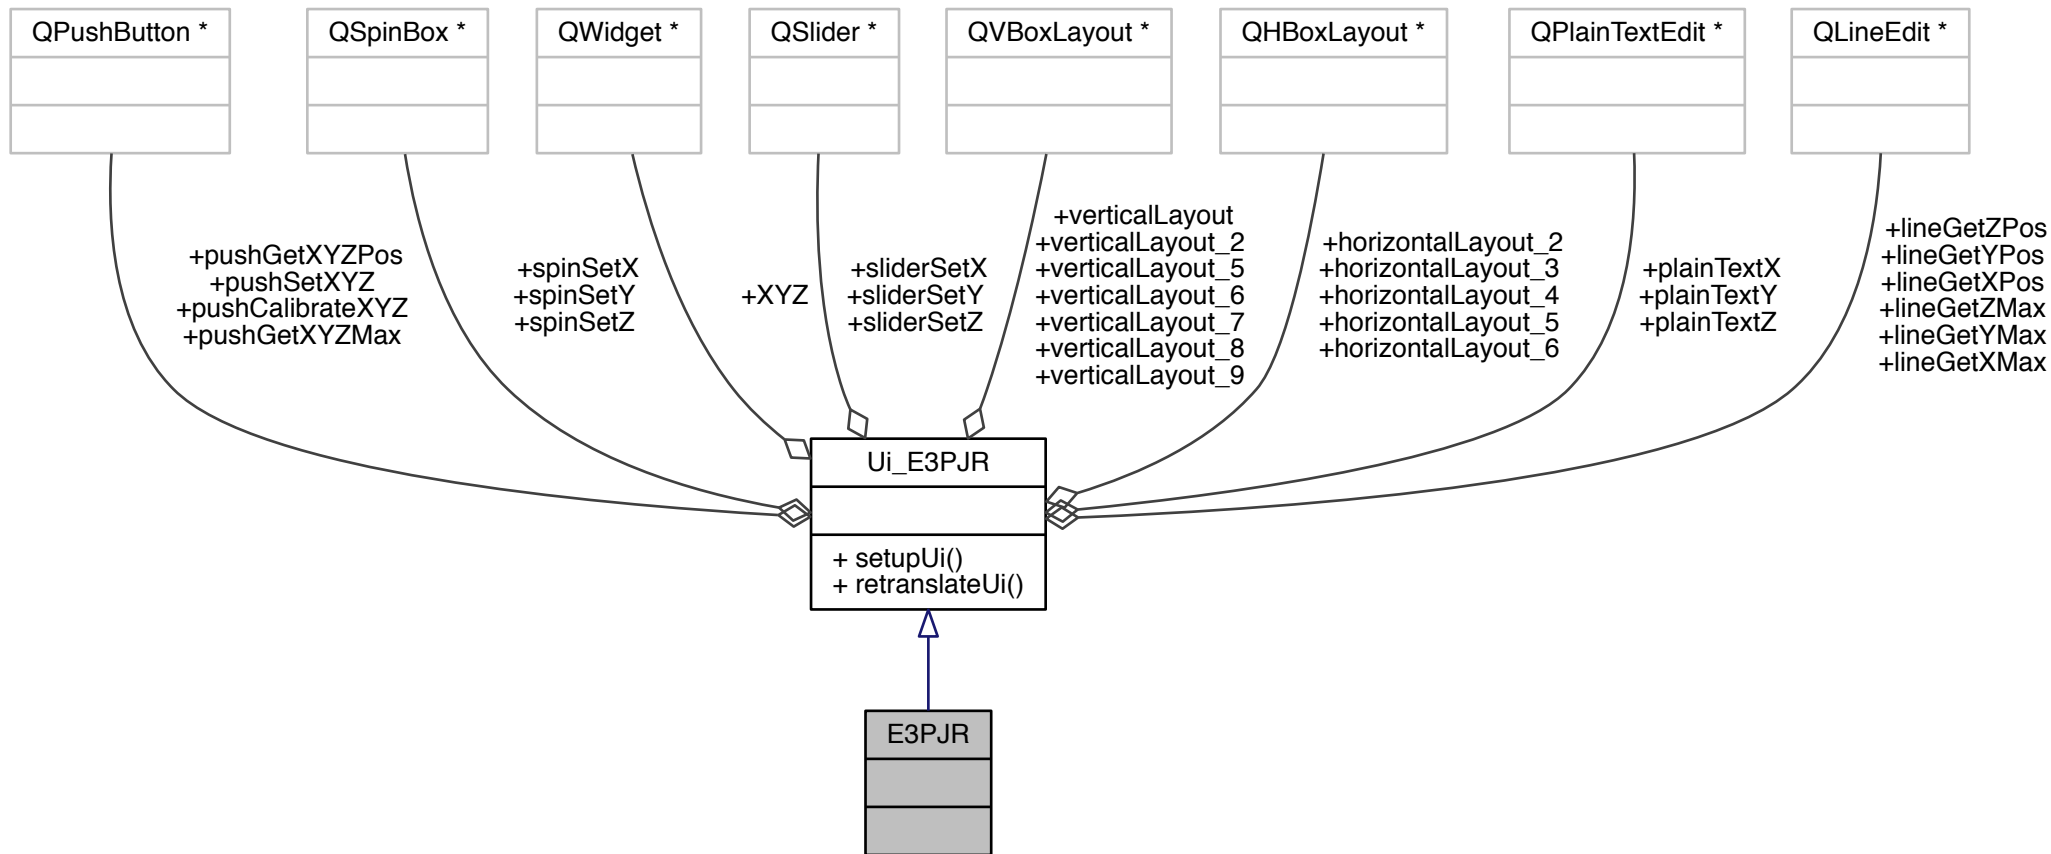 QPushButton *
QSpinBox *
QWidget *
QSlider *
QVBoxLayout *
QHBoxLayout *
QPlainTextEdit *
QLineEdit *
+pushGetXYZPos
+pushSetXYZ
+pushCalibrateXYZ
+pushGetXYZMax
+spinSetX
+spinSetY
+spinSetZ
+XYZ
+sliderSetX
+sliderSetY
+sliderSetZ
+verticalLayout
+verticalLayout_2
+verticalLayout_5
+verticalLayout_6
+verticalLayout_7
+verticalLayout_8
+verticalLayout_9
+horizontalLayout_2
+horizontalLayout_3
+horizontalLayout_4
+horizontalLayout_5
+horizontalLayout_6
+plainTextX
+plainTextY
+plainTextZ
+lineGetZPos
+lineGetYPos
+lineGetXPos
+lineGetZMax
+lineGetYMax
+lineGetXMax
Ui_E3PJR
+ setupUi()
+ retranslateUi()
E3PJR